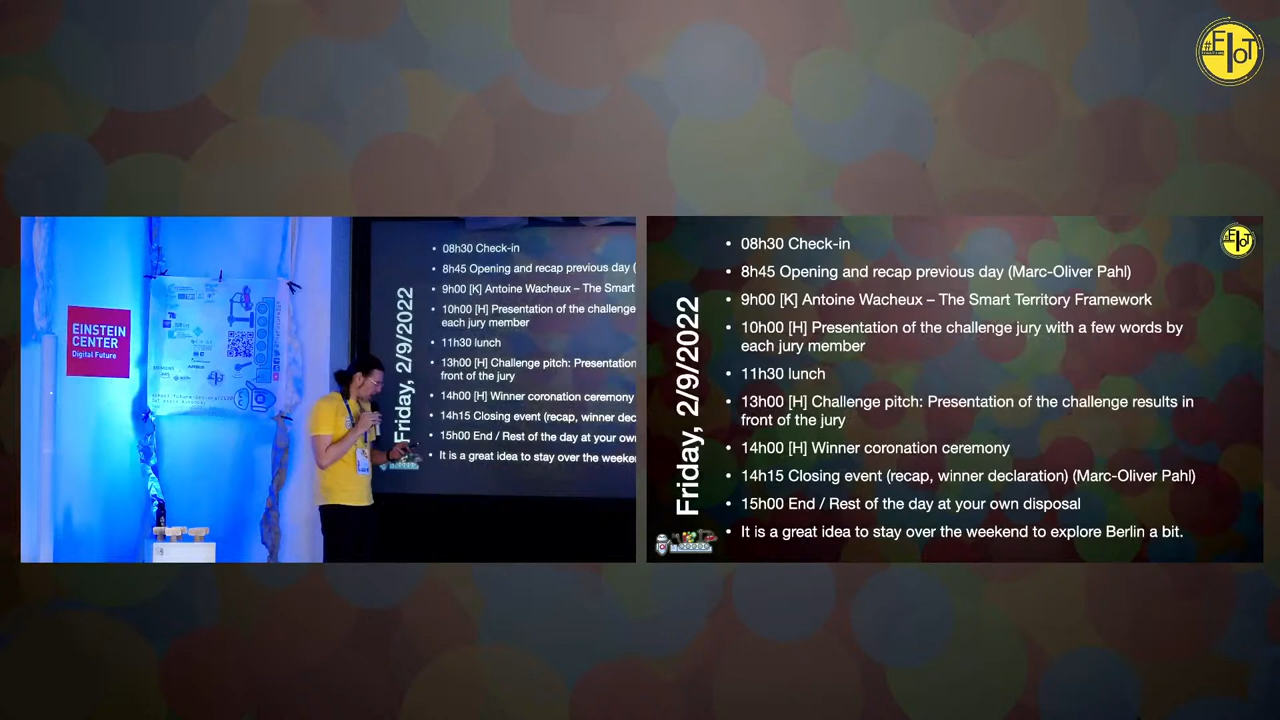 #E
IoT
EINSTEIN
CENTER
Digital Future
Friday, 2/9/2022
• 08h30 Check-in
• 8h45 Opening and recap previous day (
• 9h00 [K] Antoine Wacheux – The Smart
• 10h00 [H] Presentation of the challenge
each jury member
• 11h30 lunch
• 13h00 [H] Challenge pitch: Presentation
front of the jury
• 14h00 [H] Winner coronation ceremony
• 14h15 Closing event (recap, winner dec
• 15h00 End / Rest of the day at your own
• It is a great idea to stay over the weeke
Friday, 2/9/2022
• 08h30 Check-in
• 8h45 Opening and recap previous day (Marc-Oliver Pahl)
• 9h00 [K] Antoine Wacheux – The Smart Territory Framework
• 10h00 [H] Presentation of the challenge jury with a few words by
each jury member
• 11h30 lunch
• 13h00 [H] Challenge pitch: Presentation of the challenge results in
front of the jury
• 14h00 [H] Winner coronation ceremony
• 14h15 Closing event (recap, winner declaration) (Marc-Oliver Pahl)
• 15h00 End / Rest of the day at your own disposal
• It is a great idea to stay over the weekend to explore Berlin a bit.